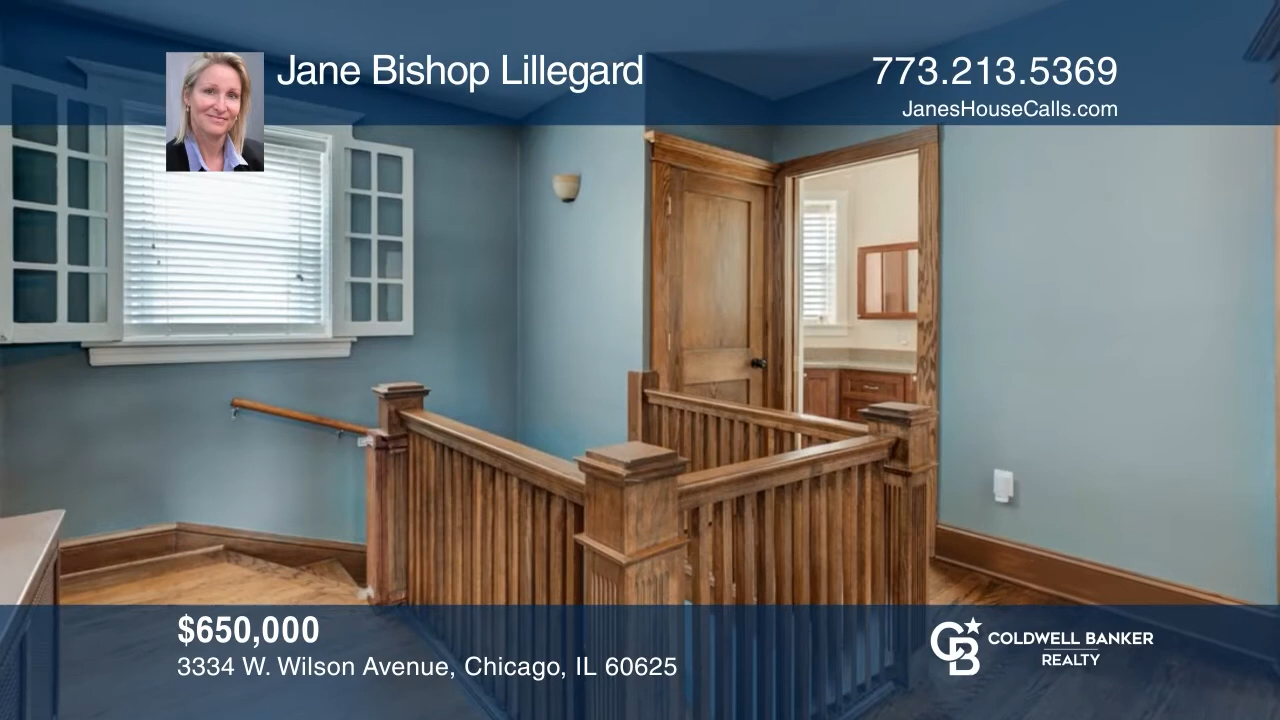 Jane Bishop Lillegard
773.213.5369
JanesHouseCalls.com
$650,000
3334 W. Wilson Avenue, Chicago, IL 60625
CB
COLDWELL BANKER
REALTY